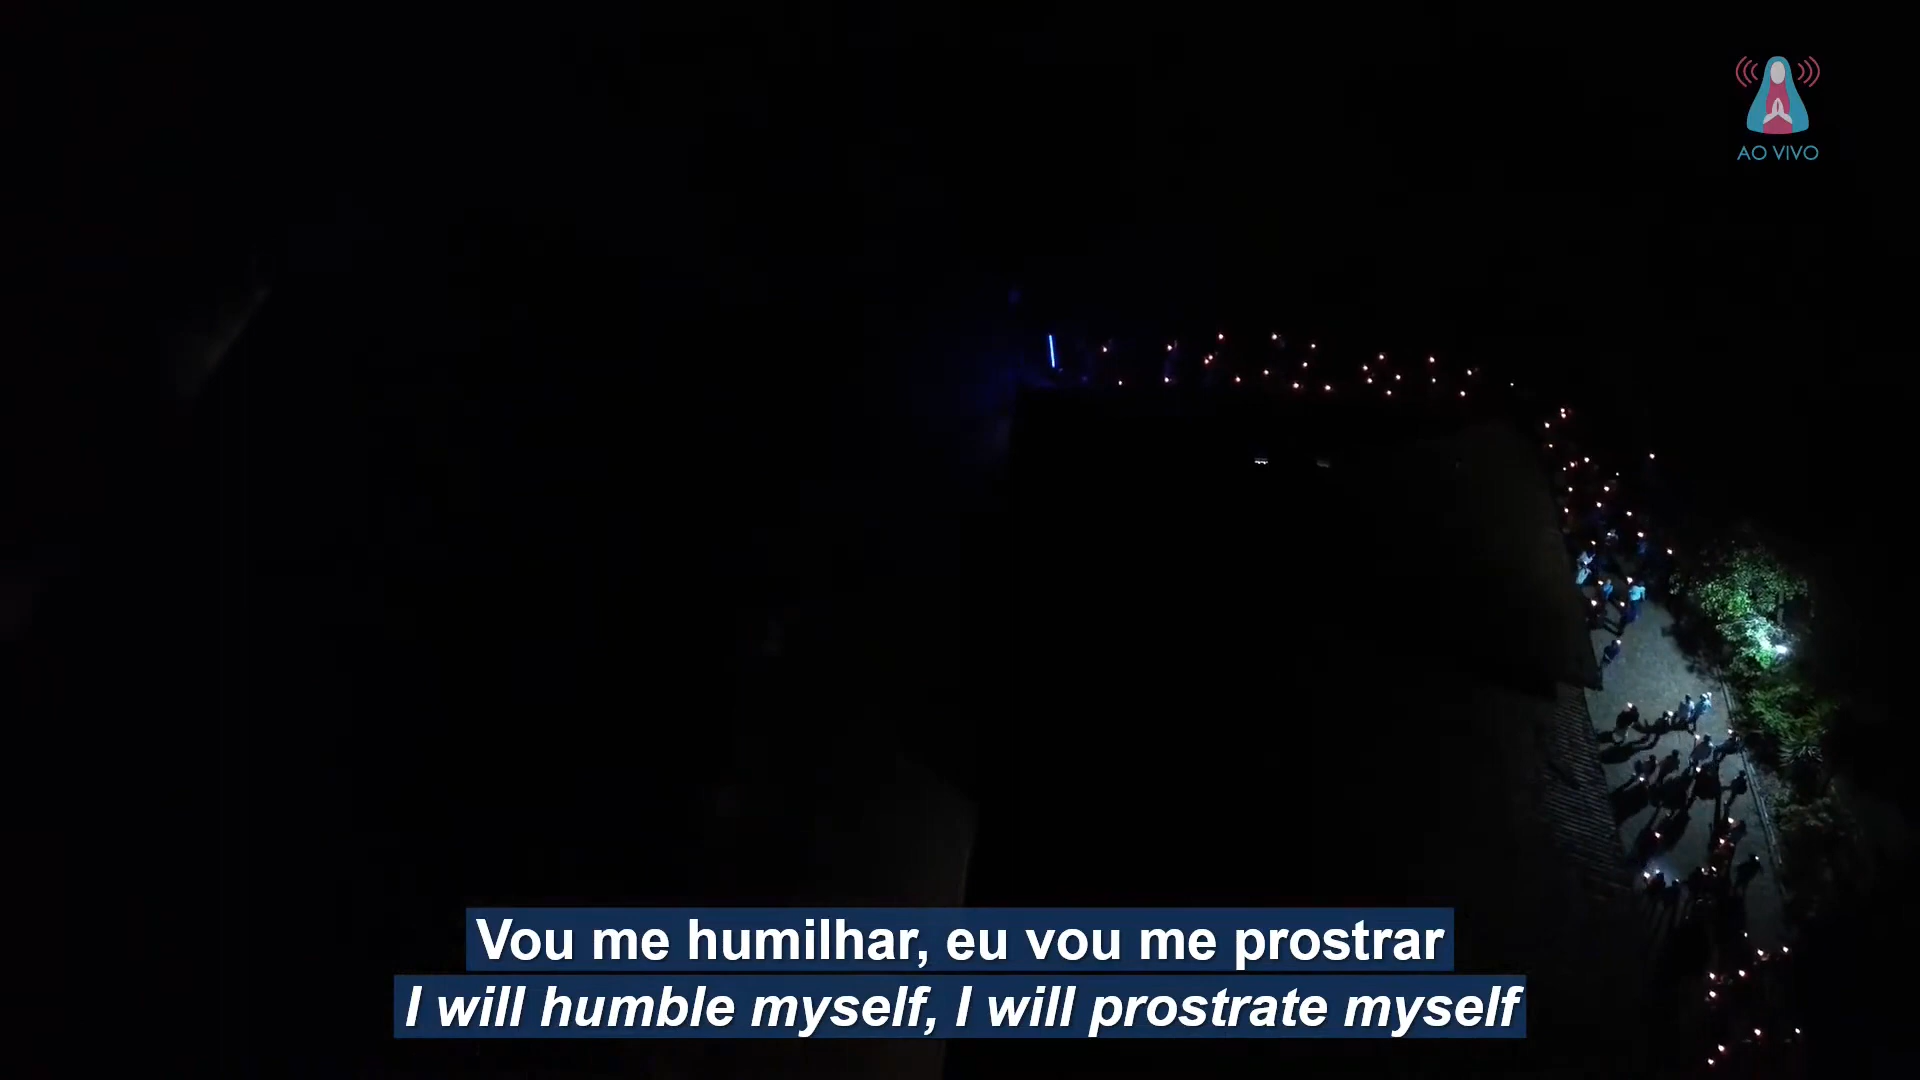 AO VIVO
Vou me humilhar, eu vou me prostrar
I will humble myself, I will prostrate myself